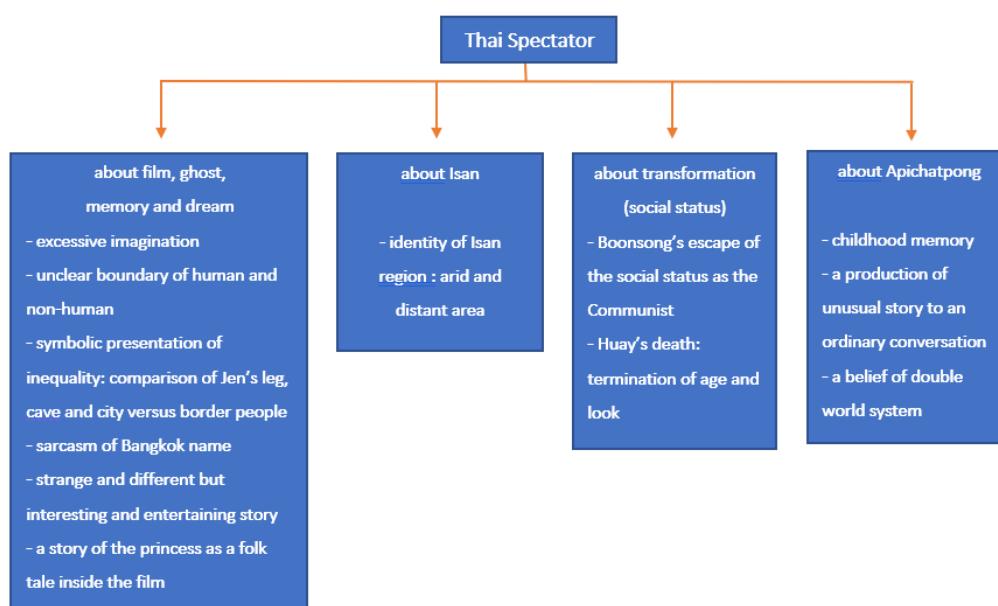 Thai Spectator
about film, ghost,
memory and dream
- excessive imagination
- unclear boundary of human and
non-human
- symbolic presentation of
inequality: comparison of Jen's leg,
cave and city versus border people
- sarcasm of Bangkok name
- strange and different but
interesting and entertaining story
- a story of the princess as a folk
tale inside the film
about Isan
- identity of Isan
region : arid and
distant area
about transformation
(social status)
- Boonsong's escape of
the social status as the
Communist
- Huay's death:
termination of age and
look
about Apichatpong
- childhood memory
- a production of
unusual story to an
ordinary conversation
- a belief of double
world system